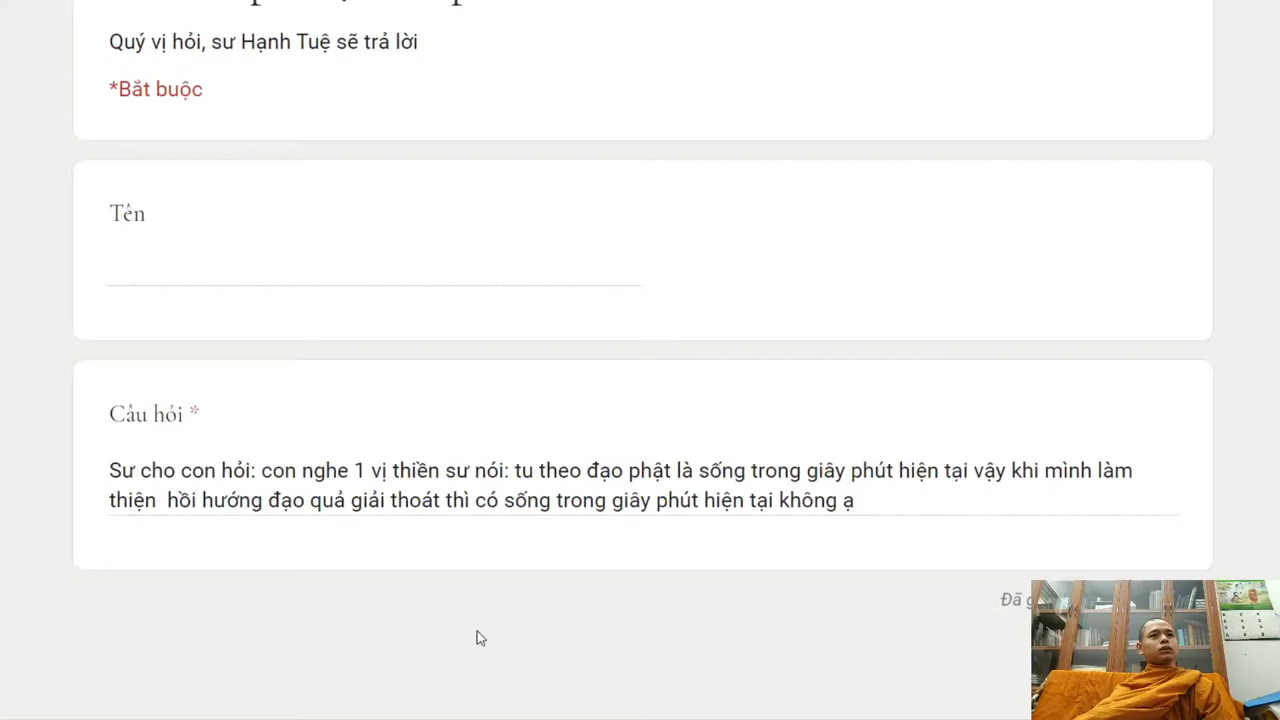 Quý vị hỏi, sư Hạnh Tuệ sẽ trả lời
*Bắt buộc
Tên
Câu hỏi *
Sư cho con hỏi: con nghe 1 vị thiền sư nói: tu theo đạo phật là sống trong giây phút hiện tại vậy khi mình làm
thiện  hồi hướng đạo quả giải thoát thì có sống trong giây phút hiện tại không ạ
Đã